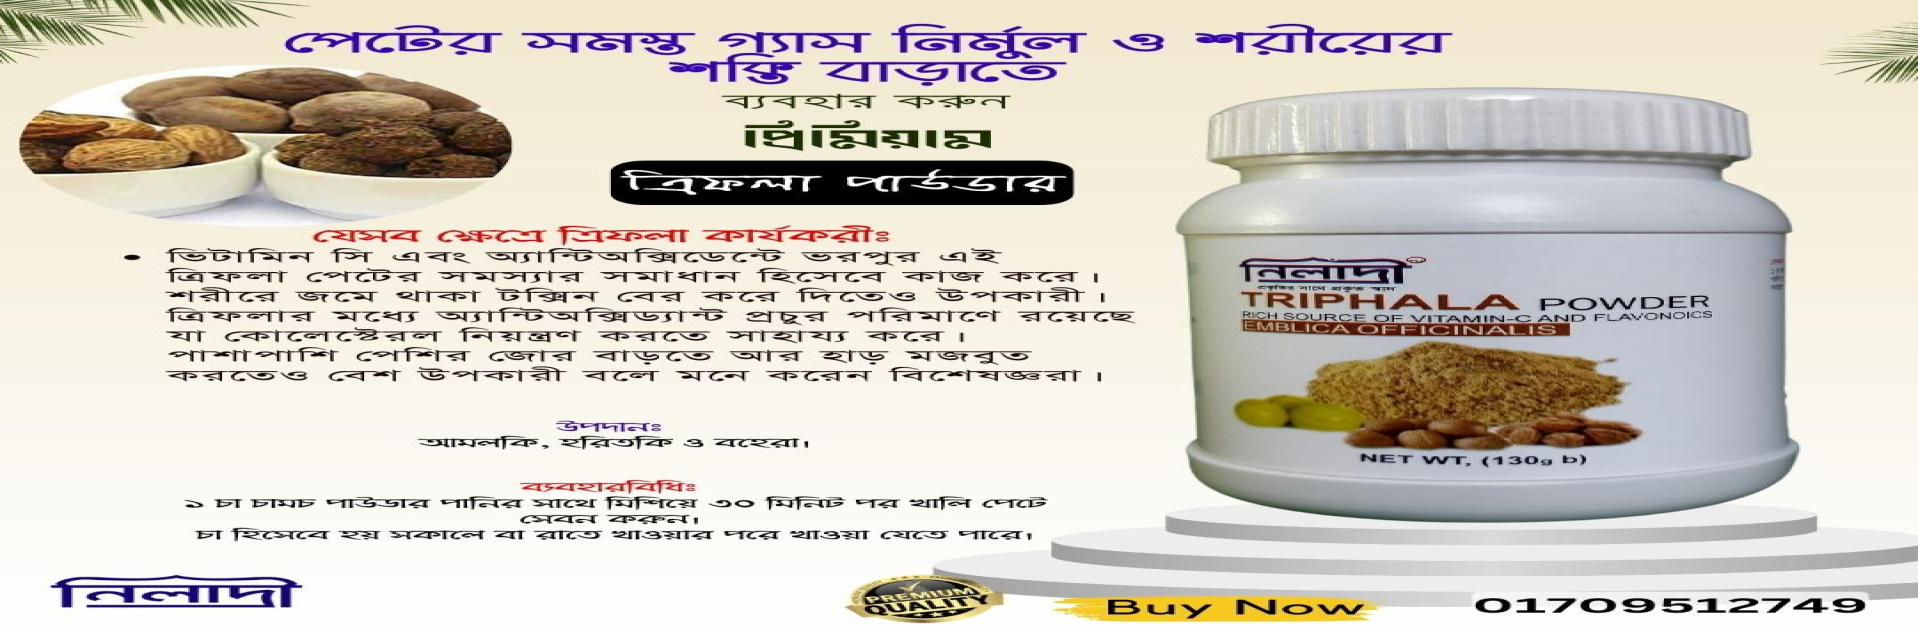 পেটের সমস্ত গ্যাস নির্মুল ও শরীরের
শক্তি বাড়াতে
ব্যবহার করুন
প্রিমিয়াম
ত্রিফলা পাউডার
যেসব ক্ষেত্রে ত্রিফলা কার্যকরীঃ
• ভিটামিন সি এবং অ্যান্টিঅক্সিডেন্টে ভরপুর এই
ত্রিফলা পেটের সমস্যার সমাধান হিসেবে কাজ করে।
শরীরে জমে থাকা টক্সিন বের করে দিতেও উপকারী।
ত্রিফলার মধ্যে অ্যান্টিঅক্সিড্যান্ট প্রচুর পরিমাণে রয়েছে
যা কোলেস্টেরল নিয়ন্ত্রণ করতে সাহায্য করে।
পাশাপাশি পেশির জোর বাড়তে আর হাড় মজবুত
করতেও বেশ উপকারী বলে মনে করেন বিশেষজ্ঞরা।
উপদানঃ
আমলকি, হরিতকি ও বহেরা।
ব্যবহারবিধিঃ
১ চা চামচ পাউডার পানির সাথে মিশিয়ে ৩০ মিনিট পর খালি পেটে
সেবন করুন।
চা হিসেবে হয় সকালে বা রাতে খাওয়ার পরে খাওয়া যেতে পারে।
নিলাদী
প্রকৃতির সাথে প্রকৃত স্বাদ
TRIPHALA POWDER
RICH SOURCE OF VITAMIN-C AND FLAVONOICS
EMBLICA OFFICINALIS
NET WT, (130g b)
নিলাদী
PREMIUM
QUALITY
Buy Now
01709512749